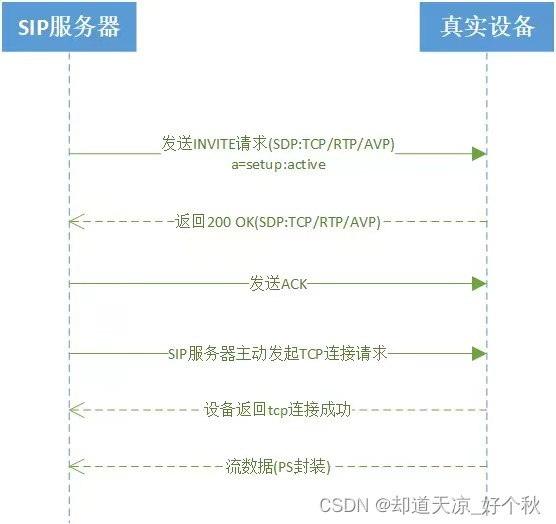 SIP服务器
真实设备
发送INVITE请求(SDP:TCP/RTP/AVP)
a=setup:active
返回200 OK(SDP:TCP/RTP/AVP)
发送ACK
SIP服务器主动发起TCP连接请求
设备返回tcp连接成功
流数据(PS封装)
CSDN @却道天凉_好个秋